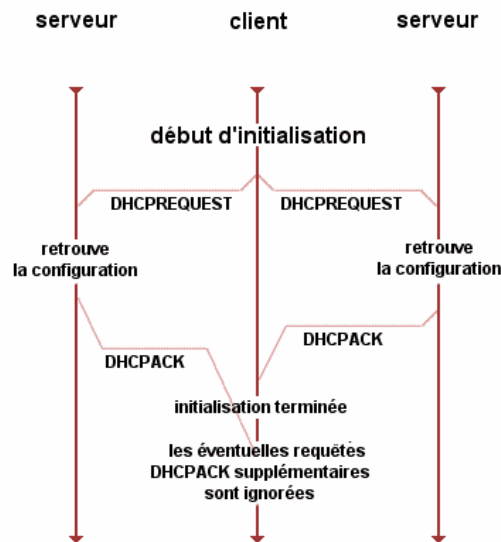 serveur client serveur
début d'initialisation
DHCPREQUEST DHCPREQUEST
retrouve
la configuration
retrouve
la configuration
DHCPACK
DHCPACK
initialisation terminée
les éventuelles requêtes
DHCPACK supplémentaires
sont ignorées